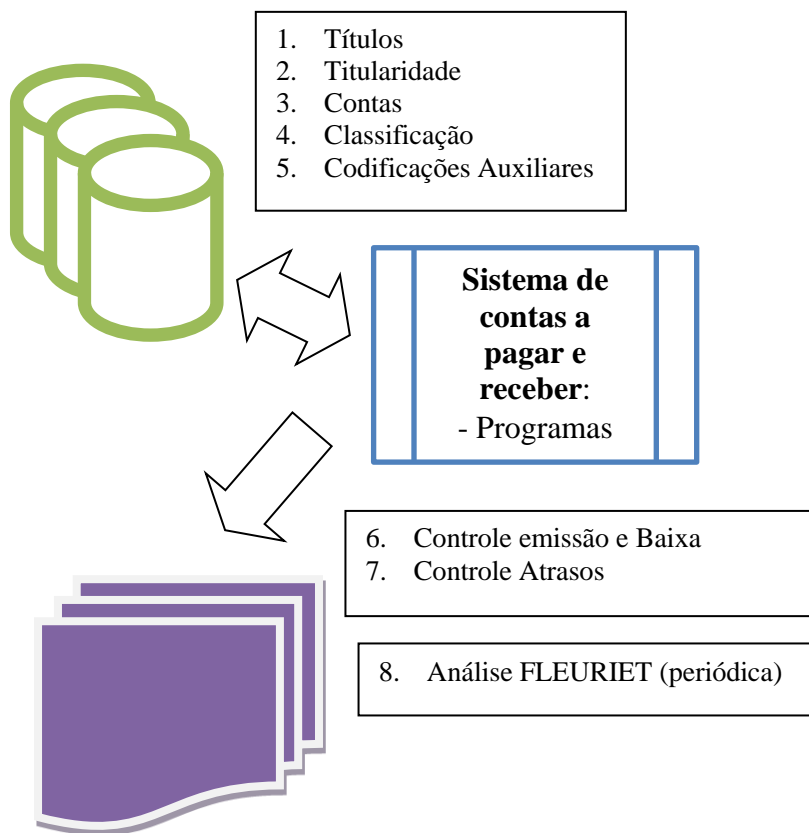 1. Títulos
2. Titularidade
3. Contas
4. Classificação
5. Codificações Auxiliares
Sistema de
contas a
pagar e
receber:
- Programas
6. Controle emissão e Baixa
7. Controle Atrasos
8. Análise FLEURIET (periódica)